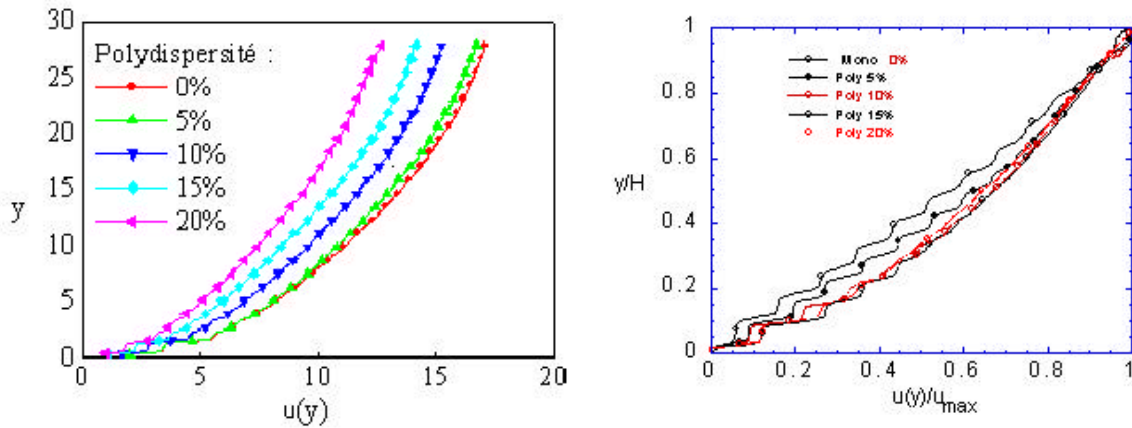 30
25
20
15
10
5
0
y
Polydispersité :
0%
5%
10%
15%
20%
0 5 10 15 20
u(y)
1
0.8
0.6
0.4
0.2
0
y/H
Mono 0%
Poly 5%
Poly 10%
Poly 15%
Poly 20%
0 0.2 0.4 0.6 0.8 1
u(y)/umax